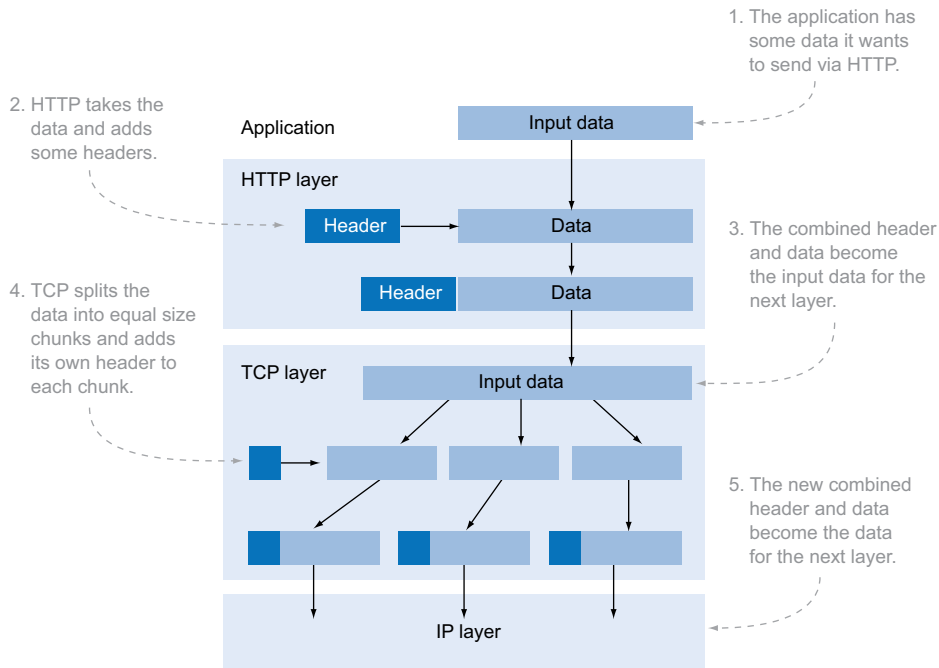 1. The application has
some data it wants
to send via HTTP.
2. HTTP takes the
data and adds
some headers.
Application
Input data
HTTP layer
Header
Data
3. The combined header
and data become
the input data for the
next layer.
Header
Data
4. TCP splits the
data into equal size
chunks and adds
its own header to
each chunk.
TCP layer
Input data
5. The new combined
header and data
become the data
for the next layer.
IP layer